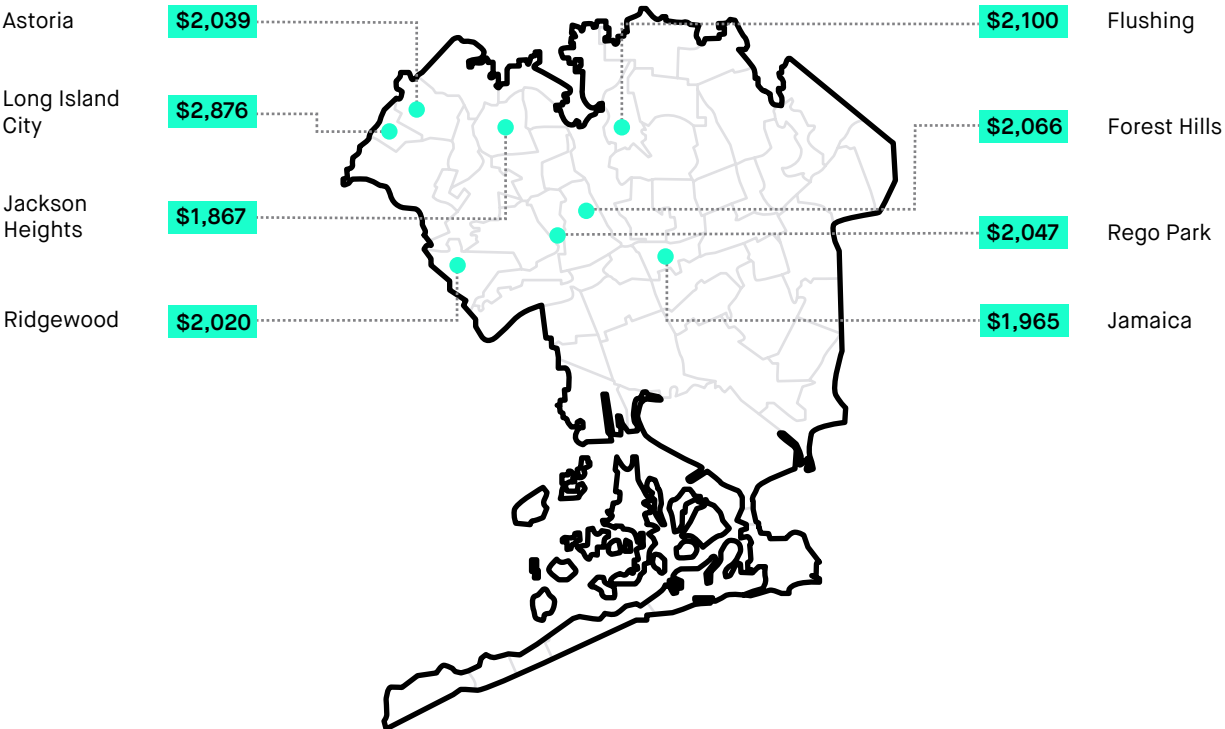 Astoria
$2,039
Long Island
City
$2,876
Jackson
Heights
$1,867
Ridgewood
$2,020
$2,100
Flushing
$2,066
Forest Hills
$2,047
Rego Park
$1,965
Jamaica